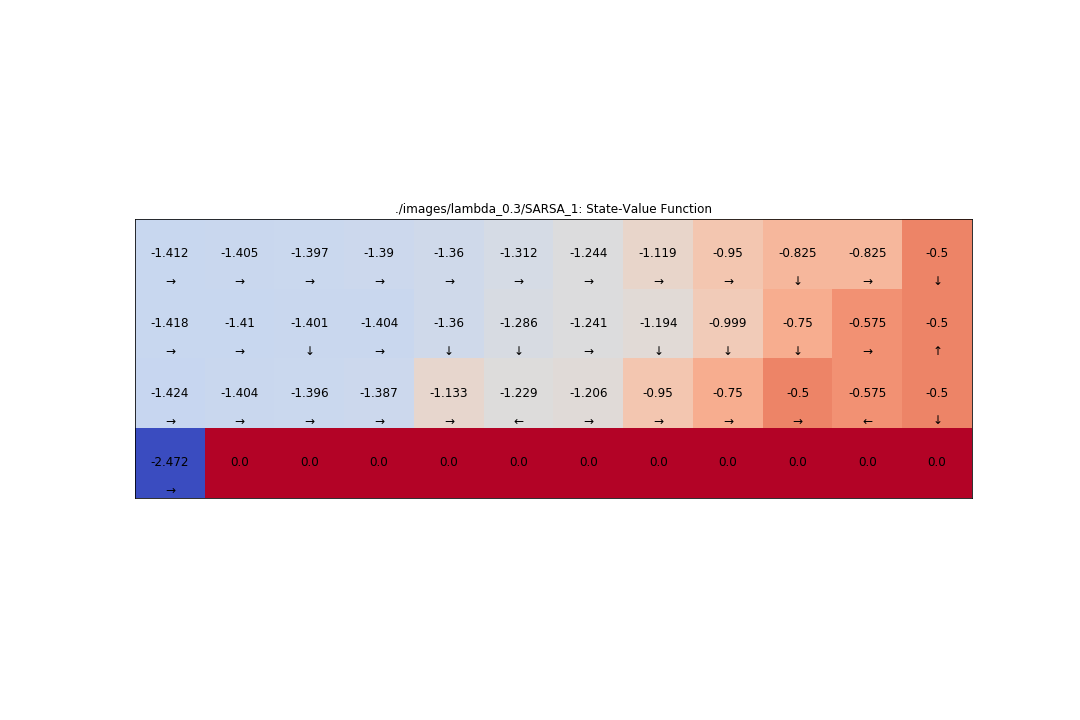 ./images/lambda_0.3/SARSA_1: State-Value Function
-1.412 -1.405 -1.397 -1.39 -1.36 -1.312 -1.244 -1.119 -0.95 -0.825 -0.825 -0.5
→ → → → → → → → → ↓ → ↓
-1.418 -1.41 -1.401 -1.404 -1.36 -1.286 -1.241 -1.194 -0.999 -0.75 -0.575 -0.5
→ → ↓ → ↓ ↓ → ↓ ↓ ↓ → ↑
-1.424 -1.404 -1.396 -1.387 -1.133 -1.229 -1.206 -0.95 -0.75 -0.5 -0.575 -0.5
→ → → → → ← → → → → ← ↓
-2.472 0.0 0.0 0.0 0.0 0.0 0.0 0.0 0.0 0.0 0.0 0.0
→